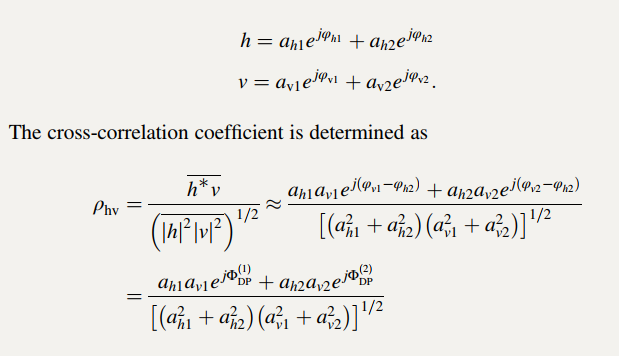 h = a_{h1}e^{jφ_{h1}} + a_{h2}e^{jφ_{h2}}
v = a_{v1}e^{jφ_{v1}} + a_{v2}e^{jφ_{v2}}.
The cross-correlation coefficient is determined as
ρ_{hv} = \frac{\overline{h^*v}}{(\overline{|h|^2|v|^2})^{1/2}} ≈ \frac{a_{h1}a_{v1}e^{j(φ_{v1}−φ_{h2})} + a_{h2}a_{v2}e^{j(φ_{v2}−φ_{h2})}}{[(a_{h1}^2 + a_{h2}^2)(a_{v1}^2 + a_{v2}^2)]^{1/2}}
= \frac{a_{h1}a_{v1}e^{jΦ_{DP}^{(1)}} + a_{h2}a_{v2}e^{jΦ_{DP}^{(2)}}}{[(a_{h1}^2 + a_{h2}^2)(a_{v1}^2 + a_{v2}^2)]^{1/2}}